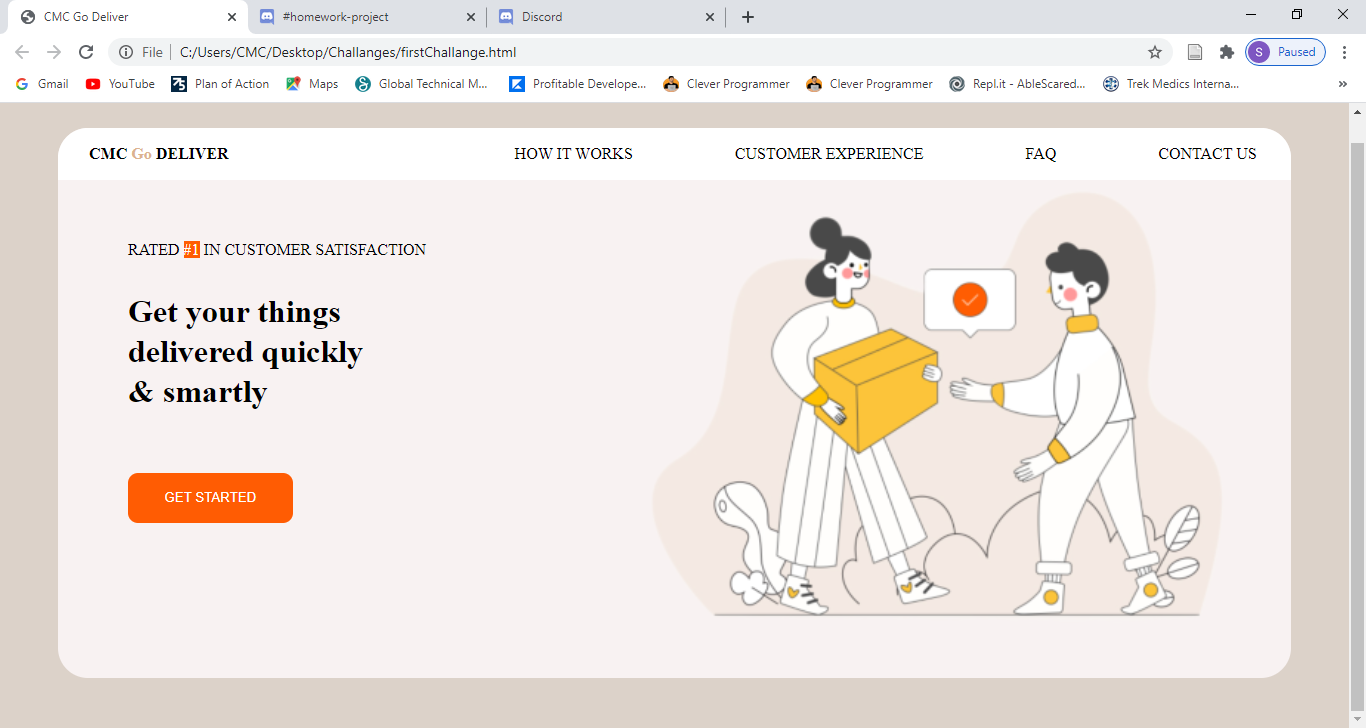 CMC Go Deliver
#homework-project
Discord
File
C:/Users/CMC/Desktop/Challanges/firstChallange.html
S Paused
Gmail
YouTube
Plan of Action
Maps
Global Technical M...
Profitable Develope...
Clever Programmer
Clever Programmer
Repl.it - AbleScared...
Trek Medics Interna...
CMC Go DELIVER
HOW IT WORKS
CUSTOMER EXPERIENCE
FAQ
CONTACT US
RATED #1 IN CUSTOMER SATISFACTION
Get your things
delivered quickly
& smartly
GET STARTED